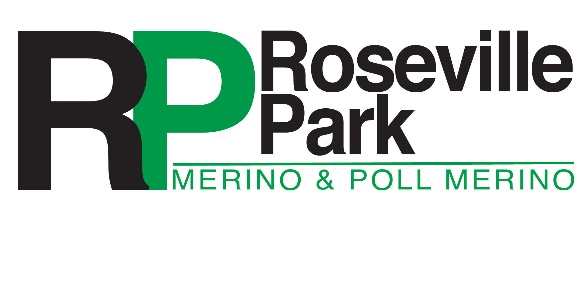 RP
Roseville
Park
MERINO & POLL MERINO